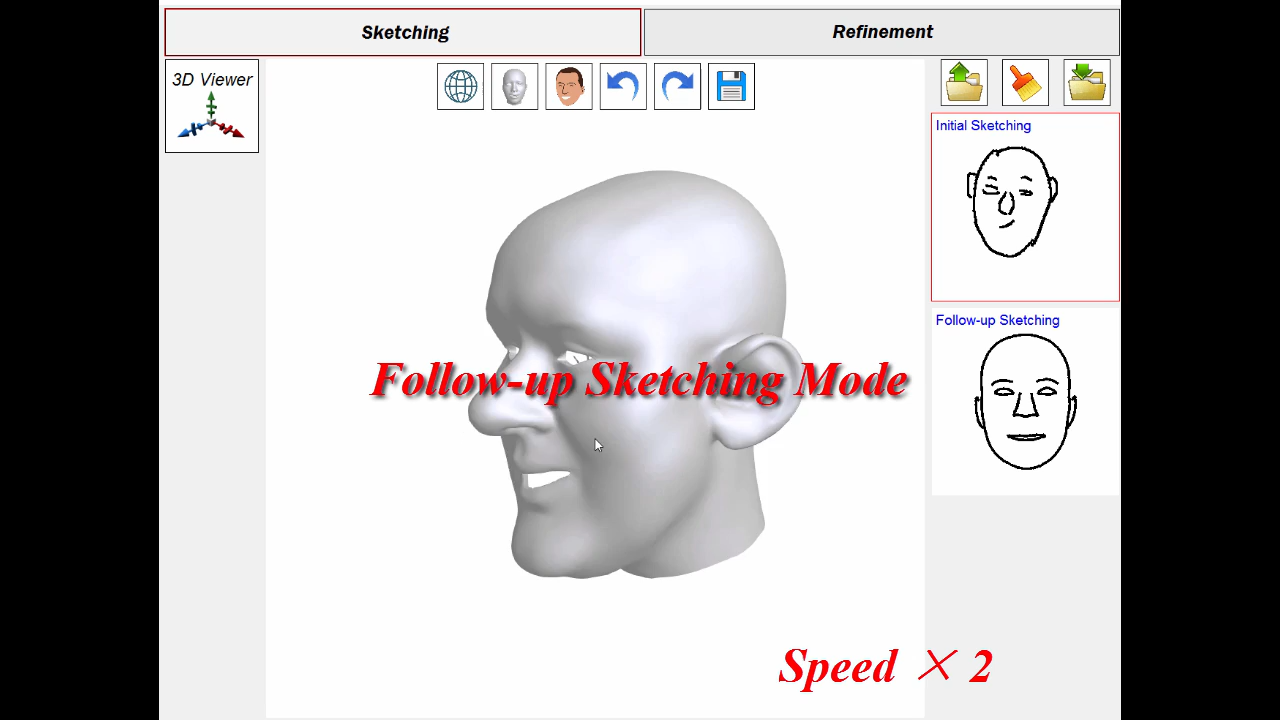 Sketching
Refinement
3D Viewer
Initial Sketching
Follow-up Sketching
Follow-up Sketching Mode
Speed × 2